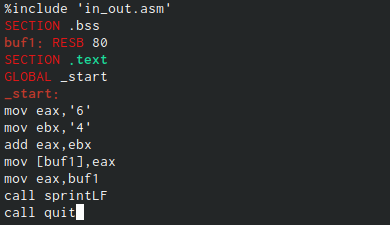 %include 'in_out.asm'
SECTION .bss
buf1: RESB 80
SECTION .text
GLOBAL _start
_start:
mov eax,'6'
mov ebx,'4'
add eax,ebx
mov [buf1],eax
mov eax,buf1
call sprintLF
call quit